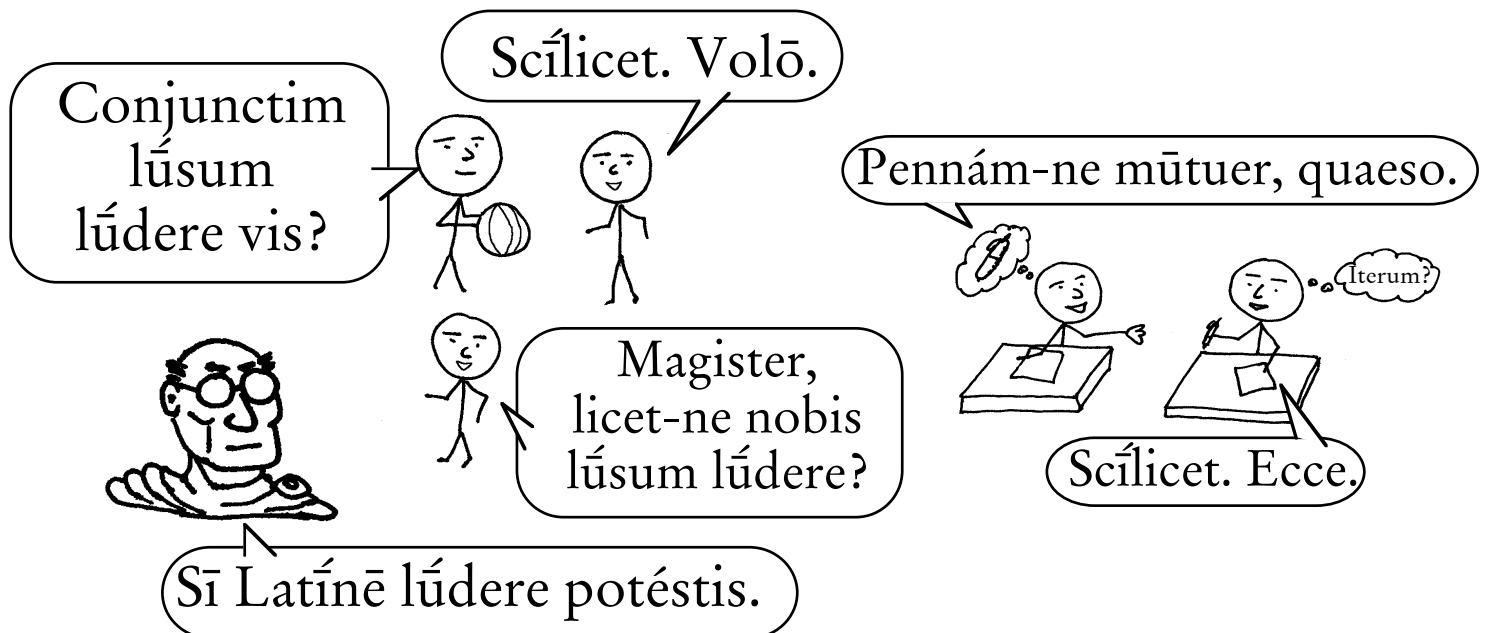 Scī́licet. Volō.
Conjunctim
lū́sum
lū́dere vis?
Pennám-ne mūtuer, quaeso.
Iterum?
Magister,
licet-ne nobis
lū́sum lū́dere?
Scī́licet. Ecce.
Sī Latī́nē lū́dere potéstis.